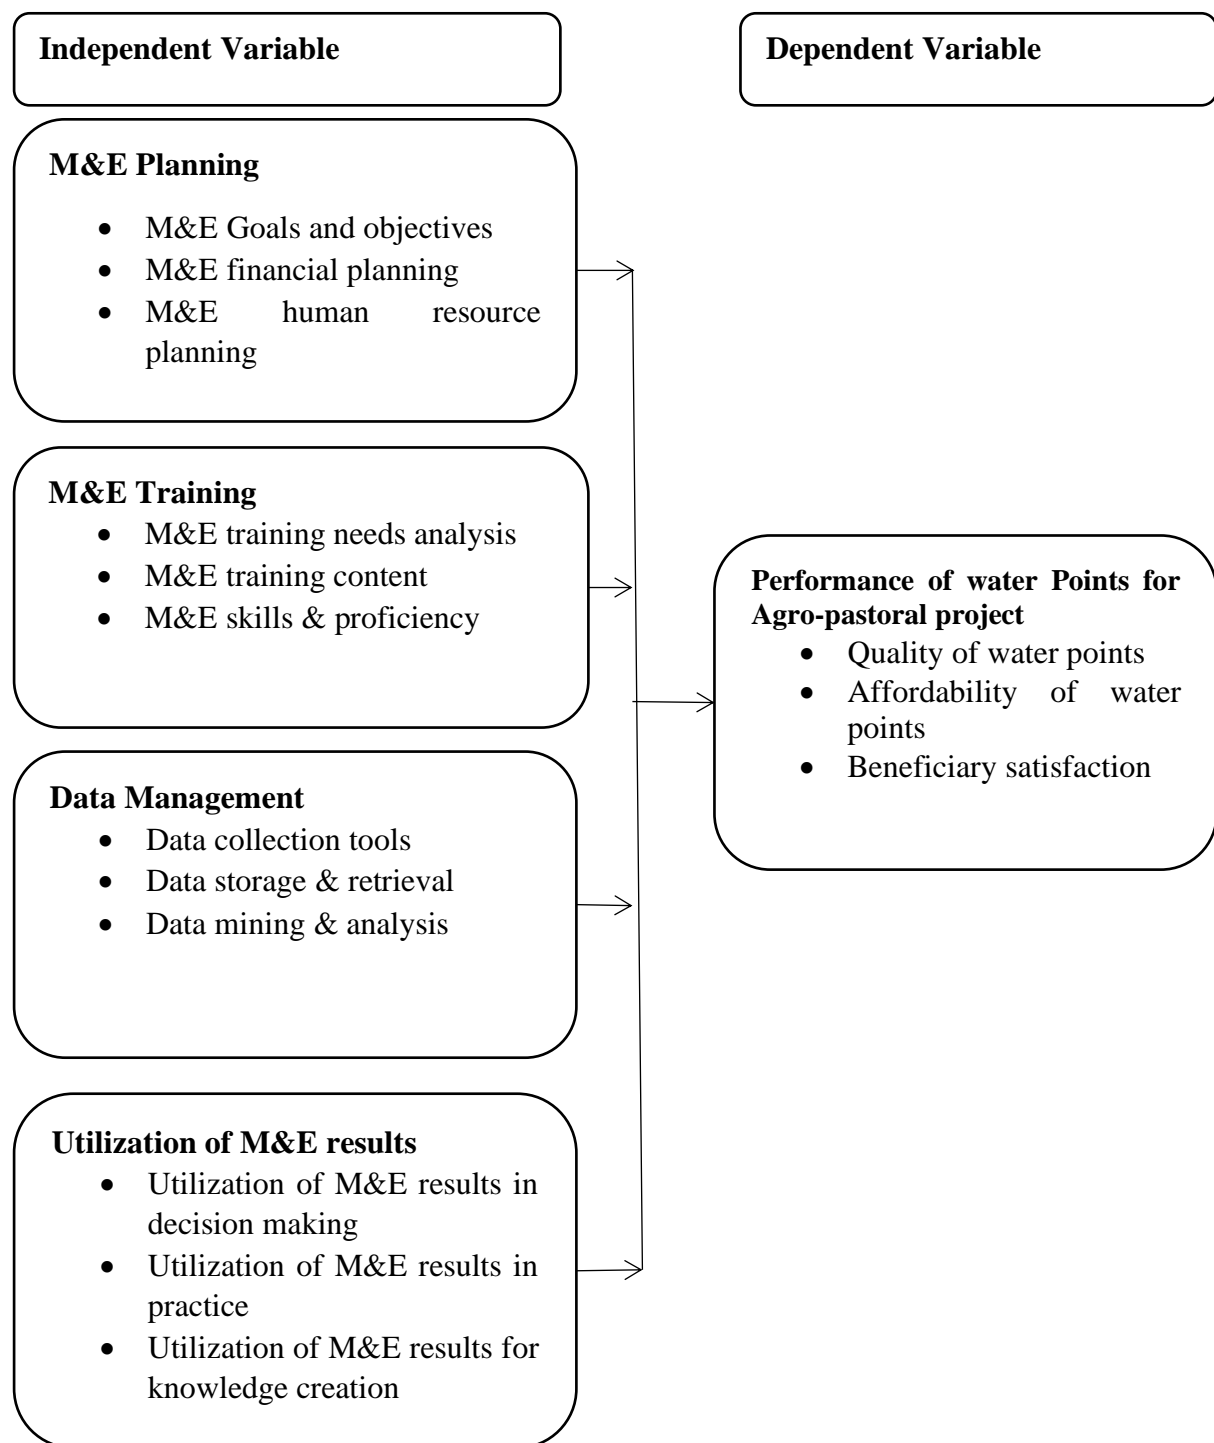 Independent Variable
Dependent Variable
M&E Planning
• M&E Goals and objectives
• M&E financial planning
• M&E human resource
planning
M&E Training
• M&E training needs analysis
• M&E training content
• M&E skills & proficiency
Data Management
• Data collection tools
• Data storage & retrieval
• Data mining & analysis
Utilization of M&E results
• Utilization of M&E results in
decision making
• Utilization of M&E results in
practice
• Utilization of M&E results for
knowledge creation
Performance of water Points for
Agro-pastoral project
• Quality of water points
• Affordability of water
points
• Beneficiary satisfaction